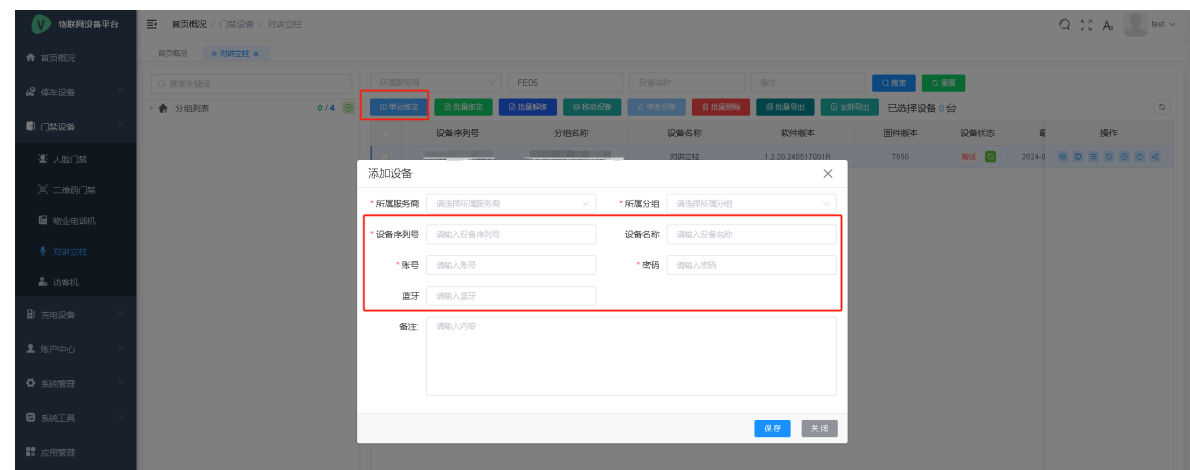 物联网设备平台
首页概况 / 门禁设备 / 对讲立柱
test
首页概况
首页概况
对讲立柱
停车设备
门禁设备
人脸门禁
二维码门禁
物业电话机
对讲立柱
访客机
充电设备
账户中心
系统管理
系统工具
应用管理
搜索关键词
分组列表 0 / 4
所属服务商 FED5 设备名称 备注 搜索 重置
单台绑定 批量绑定 批量解绑 移动设备 修改设备 批量删除 批量导出 全部导出 已选择设备 0 台
设备序列号 分组名称 设备名称 软件版本 固件版本 设备状态 操作
对讲立柱 1.2.20.240517001R T850 离线 2024-0
添加设备
* 所属服务商 请选择所属服务商 * 所属分组 请选择所属分组
* 设备序列号 请输入设备序列号 设备名称 请输入设备名称
* 账号 请输入账号 * 密码 请输入密码
蓝牙 请输入蓝牙
备注 请输入内容
保存 关闭